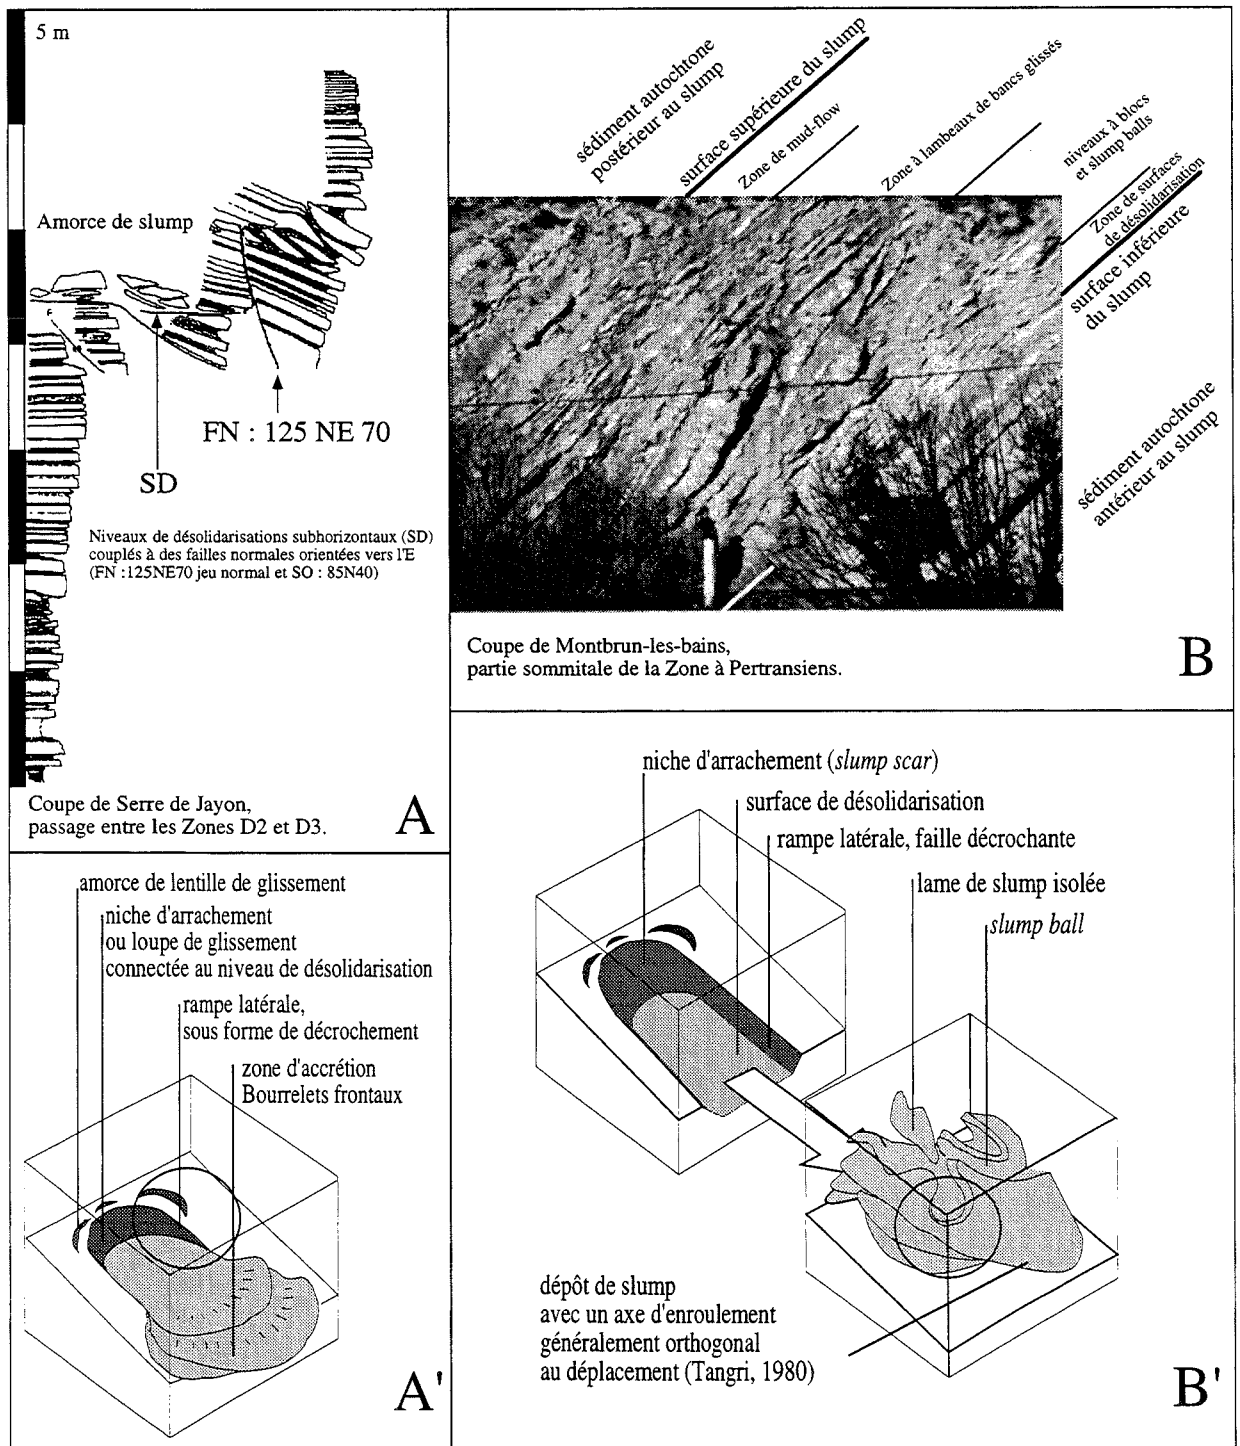 5 m
Amorce de slump
FN : 125 NE 70
SD
Niveaux de désolidarisations subhorizontaux (SD)
couplés à des failles normales orientées vers l'E
(FN :125NE70 jeu normal et SO : 85N40)
Coupe de Serre de Jayon,
passage entre les Zones D2 et D3.
A
sédiment autochtone
postérieur au slump
surface supérieure du slump
Zone de mud-flow
Zone à lambeaux de bancs glissés
niveaux à blocs
et slump balls
Zone de surfaces
de désolidarisation
surface inférieure
du slump
sédiment autochtone
antérieur au slump
Coupe de Montbrun-les-bains,
partie sommitale de la Zone à Pertransiens.
B
amorce de lentille de glissement
niche d'arrachement
ou loupe de glissement
connectée au niveau de désolidarisation
rampe latérale,
sous forme de décrochement
zone d'accrétion
Bourrelets frontaux
A'
niche d'arrachement (slump scar)
surface de désolidarisation
rampe latérale, faille décrochante
lame de slump isolée
slump ball
dépôt de slump
avec un axe d'enroulement
généralement orthogonal
au déplacement (Tangri, 1980)
B'